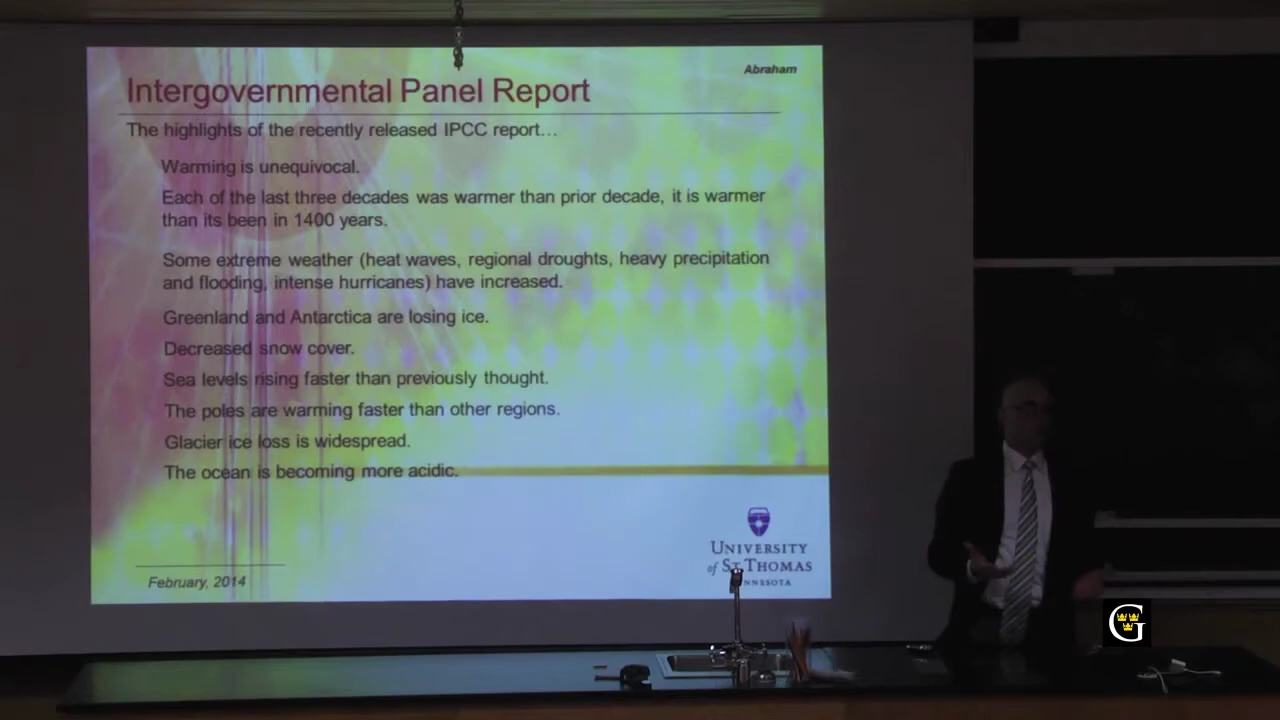 Abraham
Intergovernmental Panel Report
The highlights of the recently released IPCC report…
Warming is unequivocal.
Each of the last three decades was warmer than prior decade, it is warmer
than its been in 1400 years.
Some extreme weather (heat waves, regional droughts, heavy precipitation
and flooding, intense hurricanes) have increased.
Greenland and Antarctica are losing ice.
Decreased snow cover.
Sea levels rising faster than previously thought.
The poles are warming faster than other regions.
Glacier ice loss is widespread.
The ocean is becoming more acidic.
February, 2014
UNIVERSITY
of ST. THOMAS
G